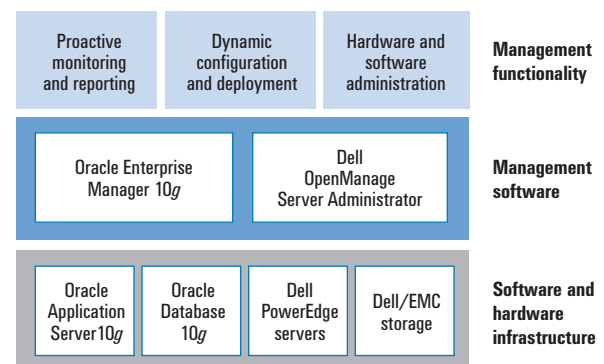 Proactive
monitoring
and reporting
Dynamic
configuration
and deployment
Hardware and
software
administration
Management
functionality
Oracle Enterprise
Manager 10g
Dell
OpenManage
Server Administrator
Management
software
Oracle
Application
Server10g
Oracle
Database
10g
Dell
PowerEdge
servers
Dell/EMC
storage
Software and
hardware
infrastructure